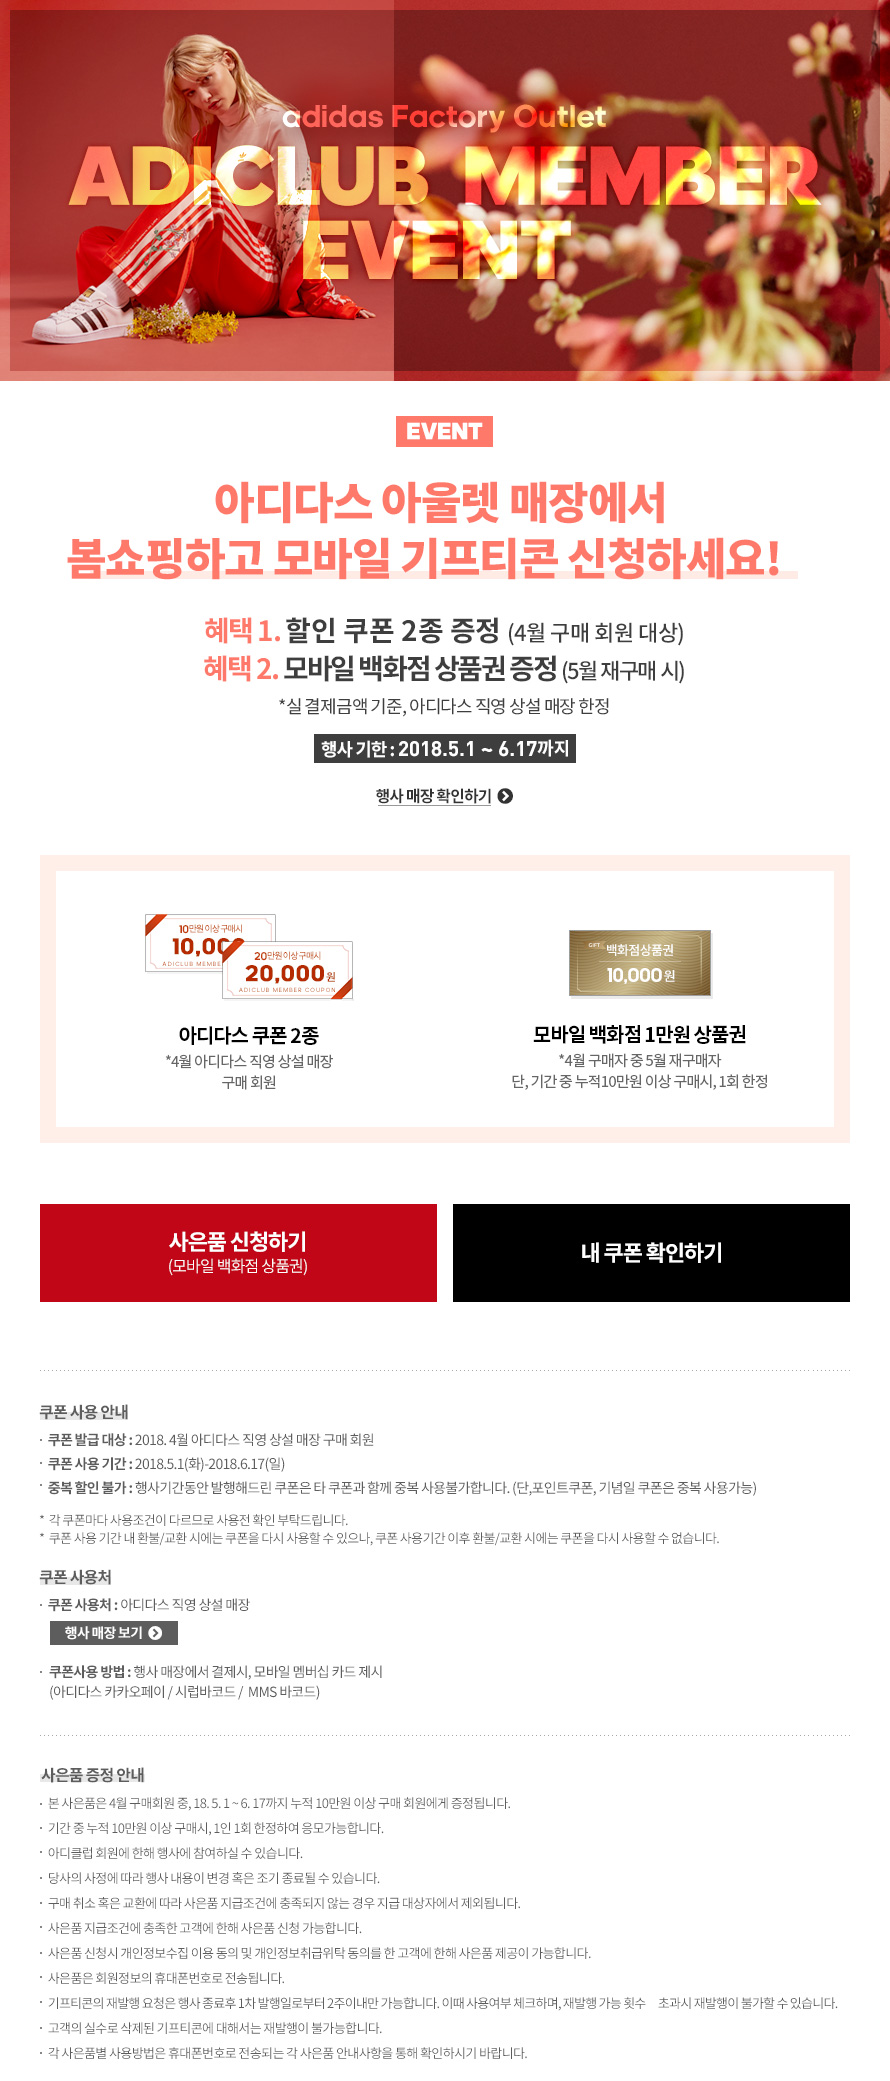 adidas Factory Outlet
ADICLUB MEMBER
EVENT
EVENT
아디다스 아울렛 매장에서
봄쇼핑하고 모바일 기프티콘 신청하세요!
혜택 1. 할인 쿠폰 2종 증정 (4월 구매 회원 대상)
혜택 2. 모바일 백화점 상품권 증정 (5월 재구매 시)
*실 결제금액 기준, 아디다스 직영 상설 매장 한정
행사 기한 : 2018.5.1 ~ 6.17까지
행사 매장 확인하기
10만원 이상 구매시
10,00
ADICLUB MEMBE
20만원 이상 구매시
20,000원
ADICLUB MEMBER COUPON
GIFT 백화점상품권
10,000원
아디다스 쿠폰 2종
*4월 아디다스 직영 상설 매장
구매 회원
모바일 백화점 1만원 상품권
*4월 구매자 중 5월 재구매자
단, 기간 중 누적10만원 이상 구매시, 1회 한정
사은품 신청하기
(모바일 백화점 상품권)
내 쿠폰 확인하기
쿠폰 사용 안내
· 쿠폰 발급 대상 : 2018. 4월 아디다스 직영 상설 매장 구매 회원
· 쿠폰 사용 기간 : 2018.5.1(화)-2018.6.17(일)
· 중복 할인 불가 : 행사기간동안 발행해드린 쿠폰은 타 쿠폰과 함께 중복 사용불가합니다. (단,포인트쿠폰, 기념일 쿠폰은 중복 사용가능)
* 각 쿠폰마다 사용조건이 다르므로 사용전 확인 부탁드립니다.
* 쿠폰 사용 기간 내 환불/교환 시에는 쿠폰을 다시 사용할 수 있으나, 쿠폰 사용기간 이후 환불/교환 시에는 쿠폰을 다시 사용할 수 없습니다.
쿠폰 사용처
· 쿠폰 사용처 : 아디다스 직영 상설 매장
행사 매장 보기
· 쿠폰사용 방법 : 행사 매장에서 결제시, 모바일 멤버십 카드 제시
(아디다스 카카오페이 / 시럽바코드 / MMS 바코드)
사은품 증정 안내
· 본 사은품은 4월 구매회원 중, 18. 5. 1 ~ 6. 17까지 누적 10만원 이상 구매 회원에게 증정됩니다.
· 기간 중 누적 10만원 이상 구매시, 1인 1회 한정하여 응모가능합니다.
· 아디클럽 회원에 한해 행사에 참여하실 수 있습니다.
· 당사의 사정에 따라 행사 내용이 변경 혹은 조기 종료될 수 있습니다.
· 구매 취소 혹은 교환에 따라 사은품 지급조건에 충족되지 않는 경우 지급 대상자에서 제외됩니다.
· 사은품 지급조건에 충족한 고객에 한해 사은품 신청 가능합니다.
· 사은품 신청시 개인정보수집 이용 동의 및 개인정보취급위탁 동의를 한 고객에 한해 사은품 제공이 가능합니다.
· 사은품은 회원정보의 휴대폰번호로 전송됩니다.
· 기프티콘의 재발행 요청은 행사 종료후 1차 발행일로부터 2주이내만 가능합니다. 이때 사용여부 체크하며, 재발행 가능 횟수 초과시 재발행이 불가할 수 있습니다.
· 고객의 실수로 삭제된 기프티콘에 대해서는 재발행이 불가능합니다.
· 각 사은품별 사용방법은 휴대폰번호로 전송되는 각 사은품 안내사항을 통해 확인하시기 바랍니다.